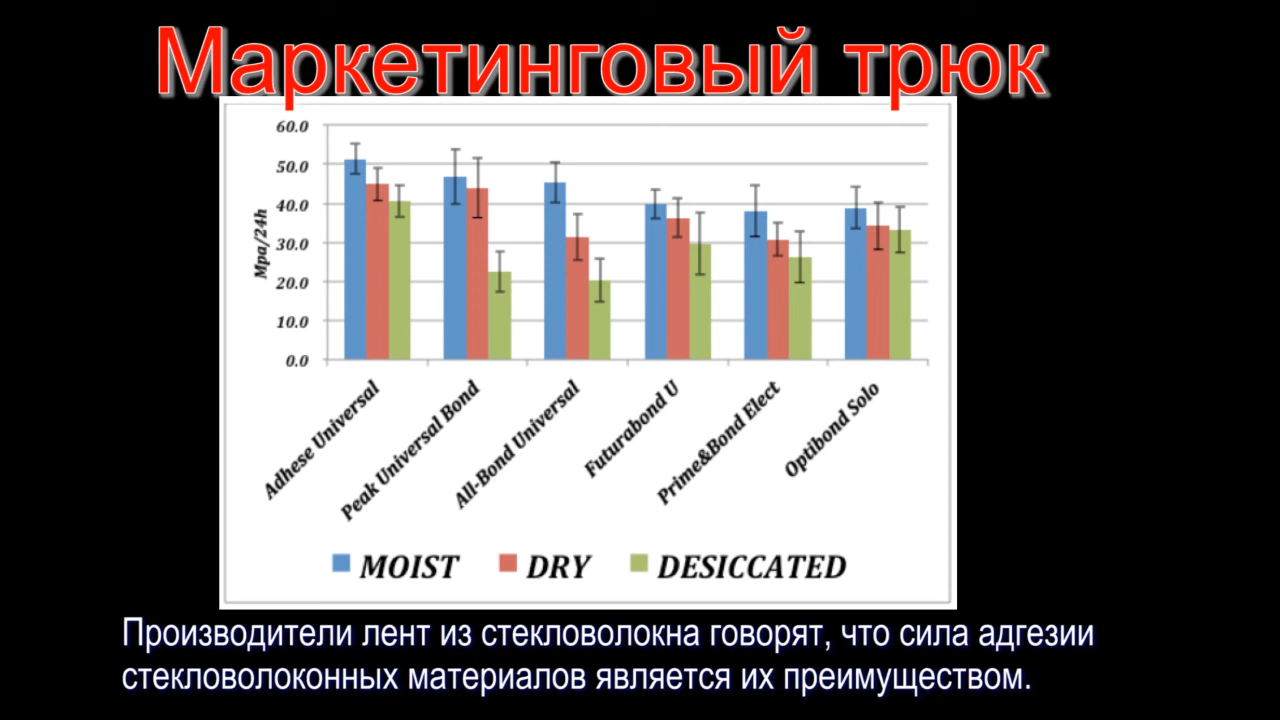 Маркетинговый трюк
60.0
50.0
40.0
30.0
20.0
10.0
0.0
Mpa/24h
Adhese Universal
Peak Universal Bond
All-Bond Universal
Futurabond U
Prime&Bond Elect
Optibond Solo
MOIST DRY DESICCATED
Производители лент из стекловолокна говорят, что сила адгезии
стекловолоконных материалов является их преимуществом.